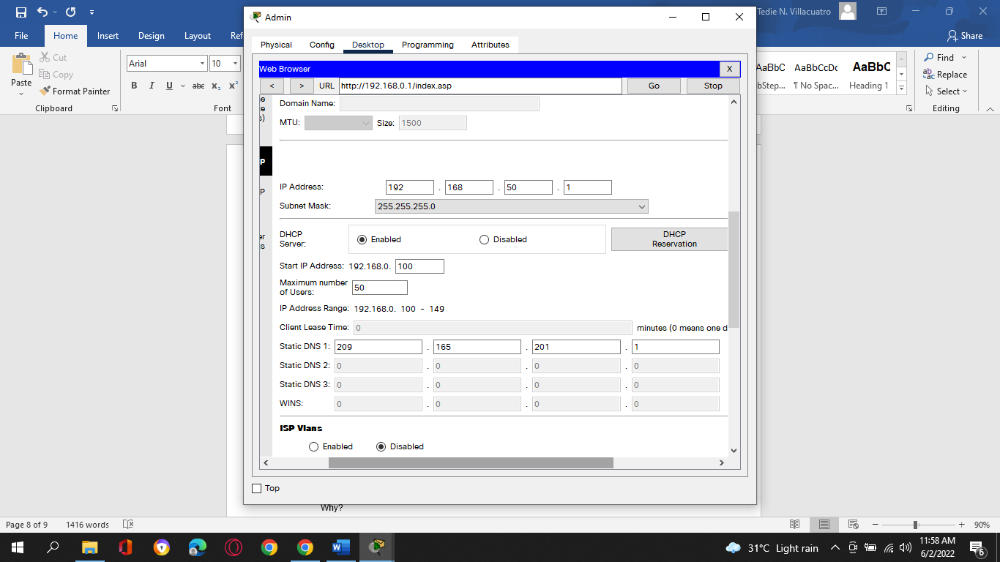 Tedie N. Villacuatro
Admin
File
Home
Insert
Design
Layout
Ref
Share
Physical
Config
Desktop
Programming
Attributes
Paste
Cut
Copy
Format Painter
Clipboard
Arial
10
B I U abc x₂ x²
Font
AaBbC
AaBbCcDc
AaBbC
bStep...
¶ No Spac...
Heading 1
Find
Replace
Select
Editing
Web Browser
X
< > URL http://192.168.0.1/index.asp Go Stop
Domain Name:
MTU:
Size: 1500
IP Address: 192 . 168 . 50 . 1
Subnet Mask: 255.255.255.0
DHCP
Server:
Enabled
Disabled
DHCP
Reservation
Start IP Address: 192.168.0. 100
Maximum number
of Users: 50
IP Address Range: 192.168.0. 100 - 149
Client Lease Time: 0 minutes (0 means one d
Static DNS 1: 209 . 165 . 201 . 1
Static DNS 2: 0 . 0 . 0 . 0
Static DNS 3: 0 . 0 . 0 . 0
WINS: 0 . 0 . 0 . 0
ISP Vlans
Enabled
Disabled
Top
Why?
Page 8 of 9
1416 words
90%
31°C Light rain
11:58 AM
6/2/2022
6